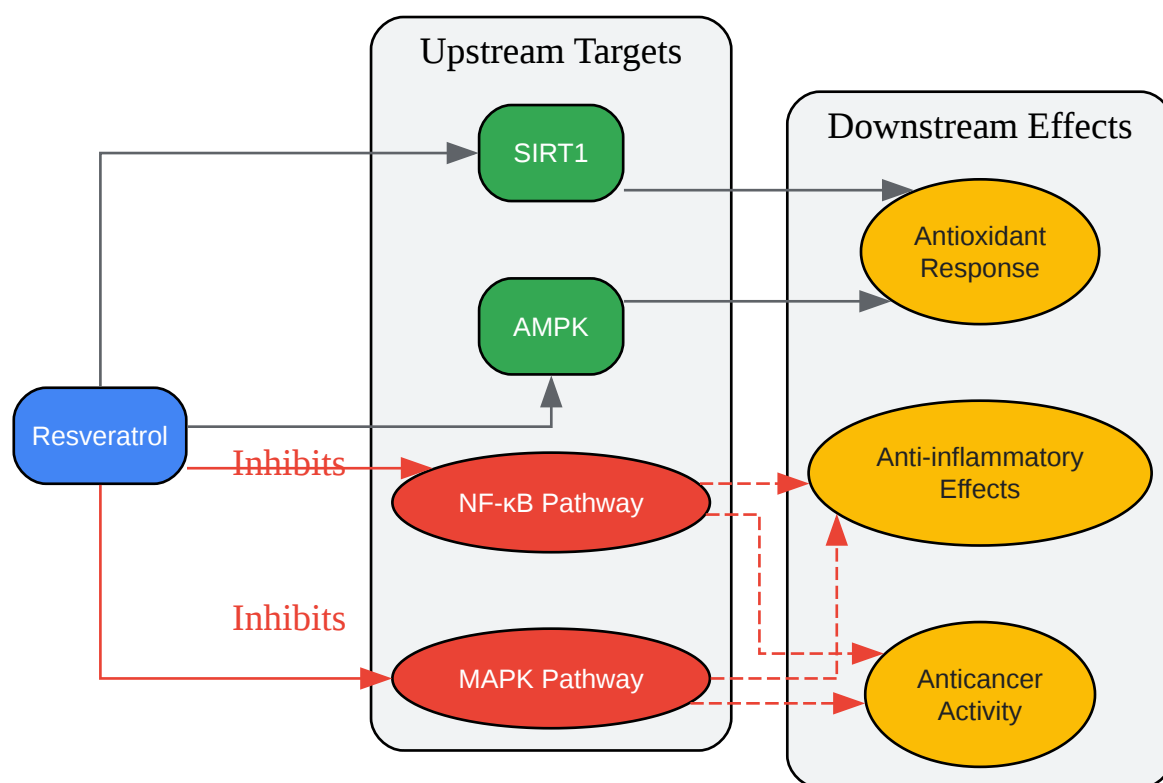 Upstream Targets
Downstream Effects
SIRT1
Antioxidant
Response
AMPK
Resveratrol
Inhibits
Anti-inflammatory
Effects
NF-κB Pathway
Inhibits
MAPK Pathway
Anticancer
Activity